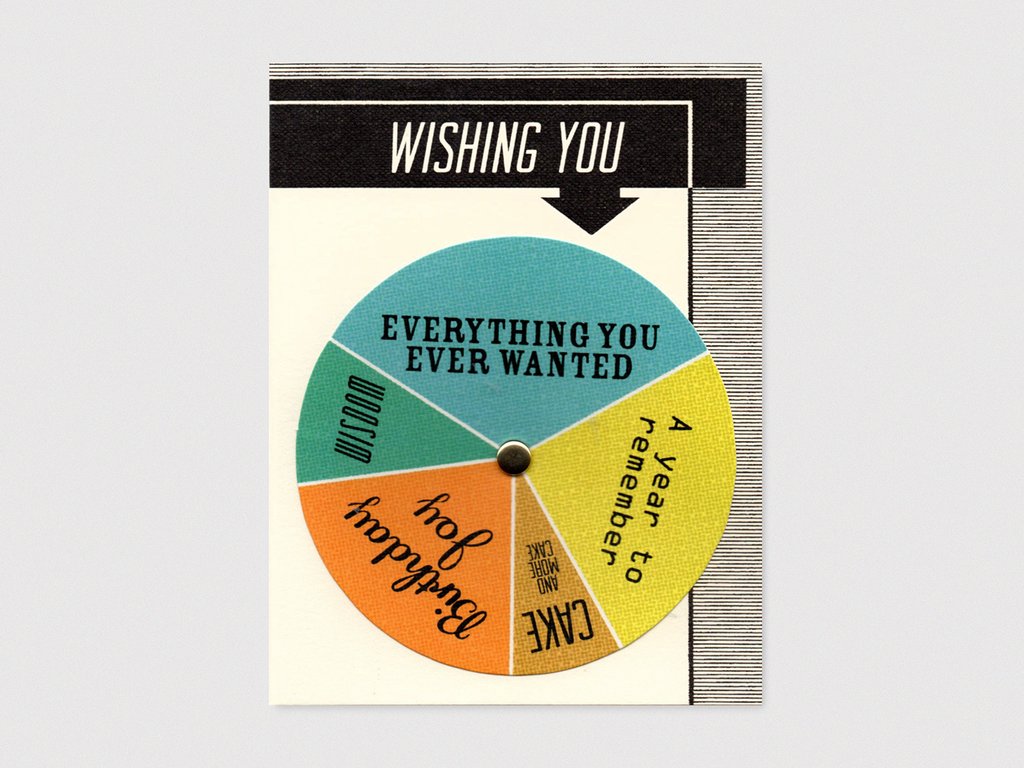 WISHING YOU
EVERYTHING YOU
EVER WANTED
A year to
remember
CAKE
AND
MORE
CAKE
Birthday
Joy
WISDOM